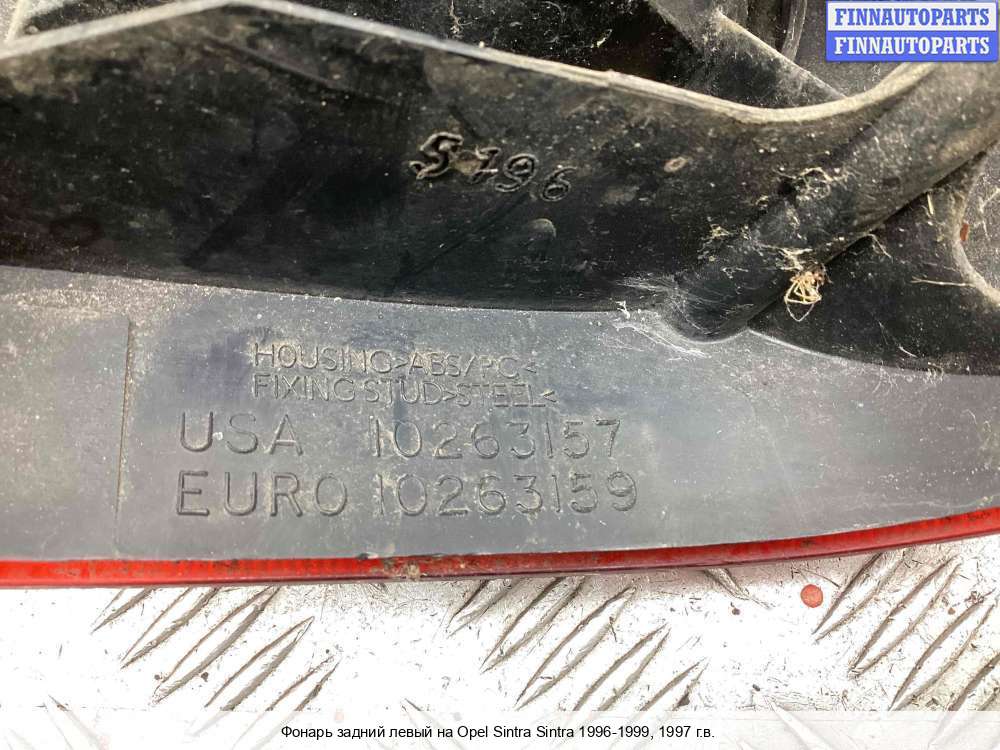 FINNAUTOPARTS
FINNAUTOPARTS
S196
HOUSING>ABS/PC<
FIXING STUD>STEEL<
USA 10263157
EURO 10263159
Фонарь задний левый на Opel Sintra Sintra 1996-1999, 1997 г.в.